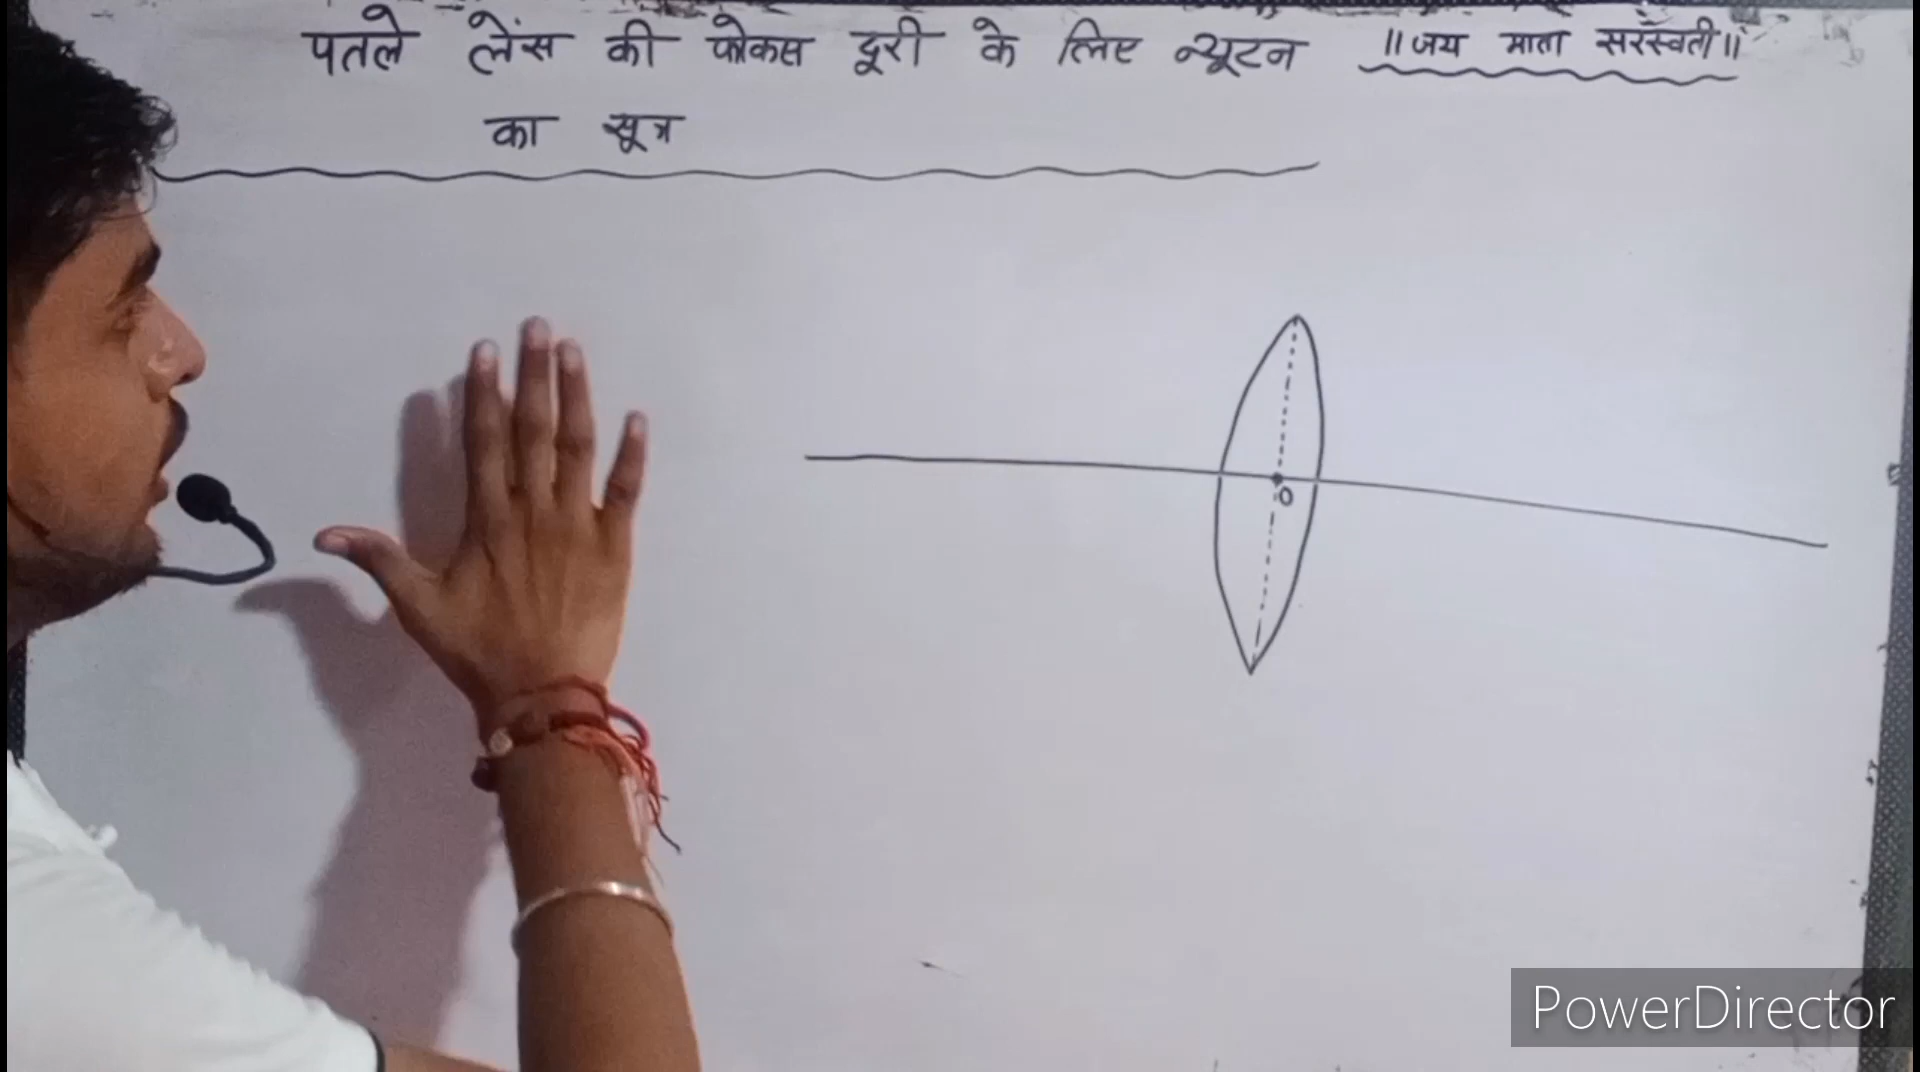 पतले लेंस की फोकस दूरी के लिए न्यूटन
का सूत्र
॥ जय माता सरस्वती ॥
O
PowerDirector